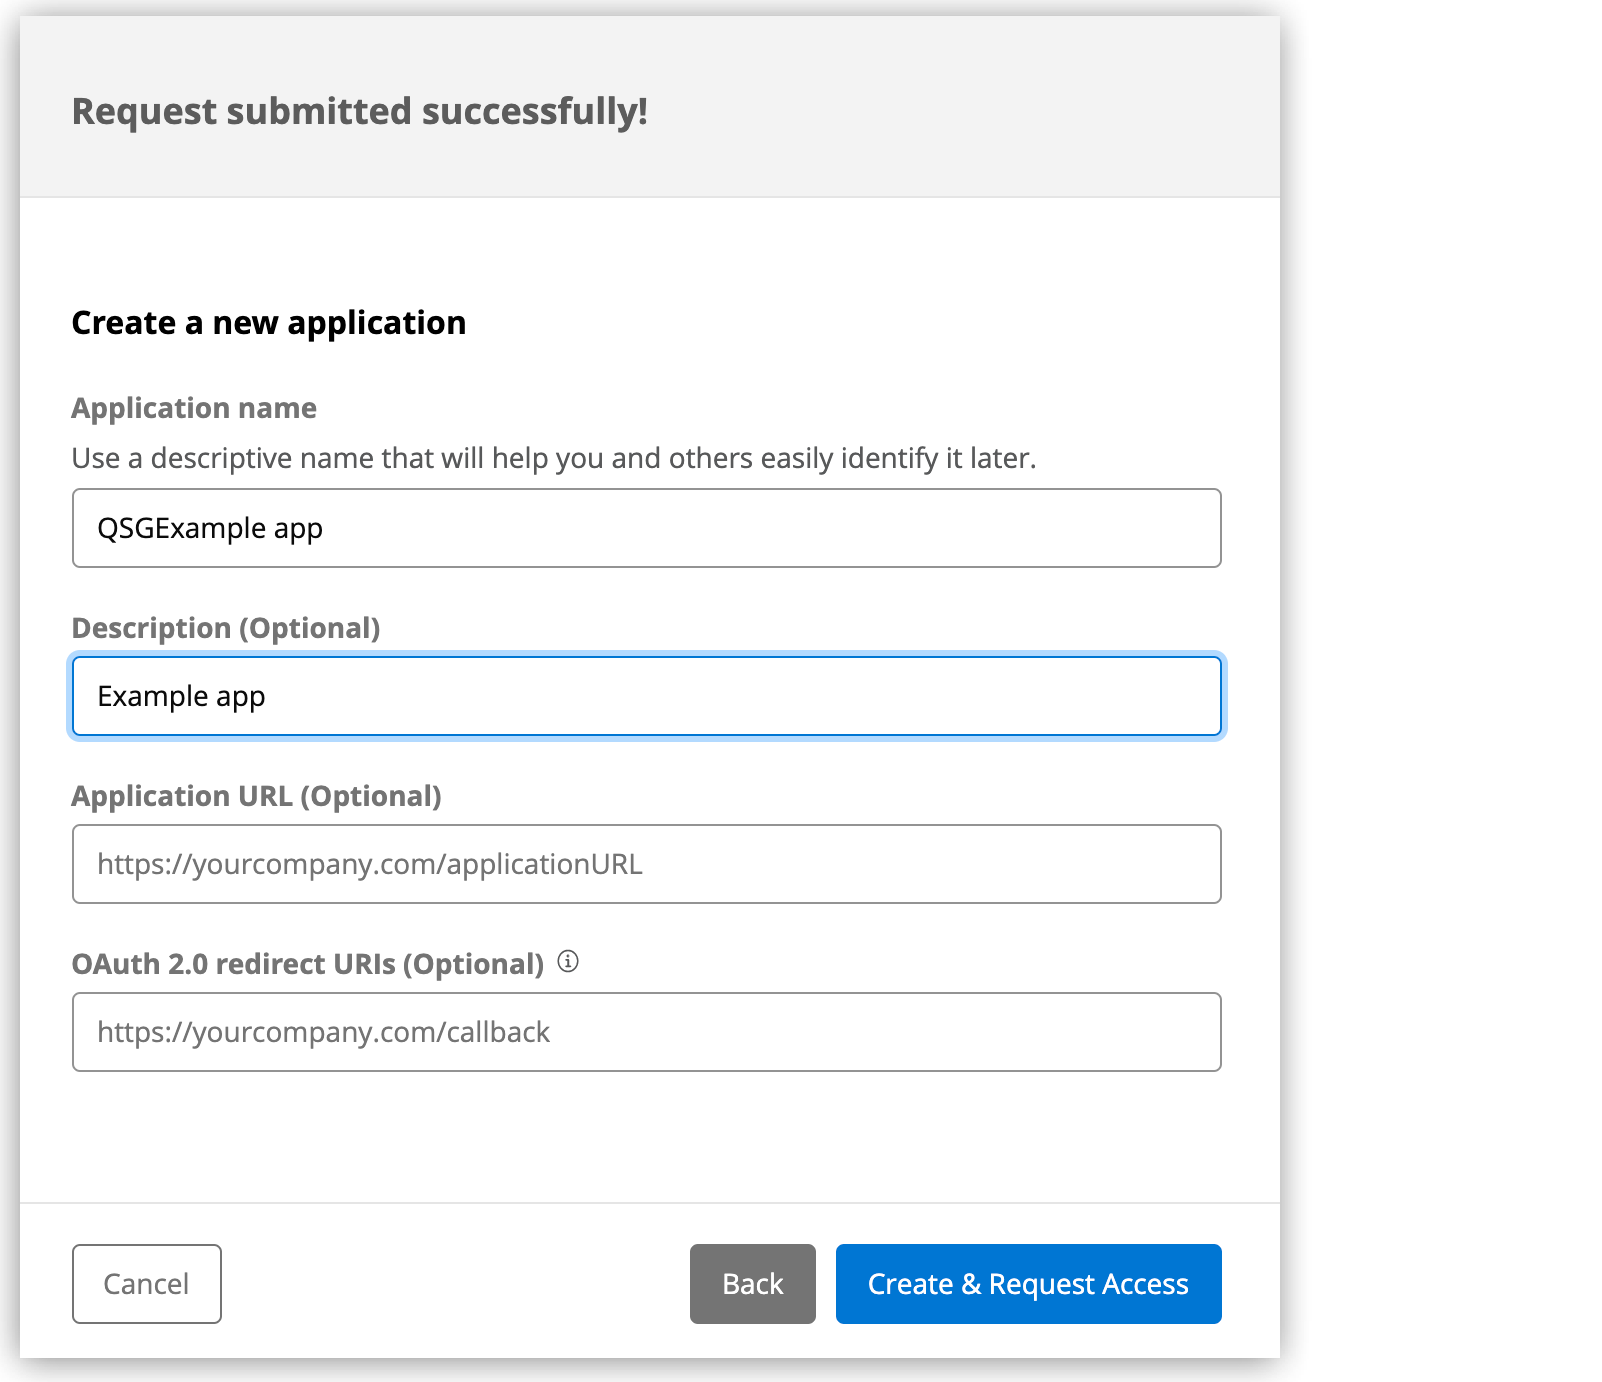 Request submitted successfully!
Create a new application
Application name
Use a descriptive name that will help you and others easily identify it later.
QSGExample app
Description (Optional)
Example app
Application URL (Optional)
https://yourcompany.com/applicationURL
OAuth 2.0 redirect URIs (Optional)
https://yourcompany.com/callback
Cancel
Back
Create & Request Access